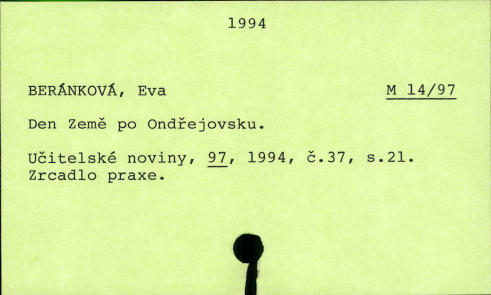 1994
BERÁNKOVÁ, Eva M 14/97
Den Země po Ondřejovsku.
Učitelské noviny, 97, 1994, č.37, s.21.
Zrcadlo praxe.